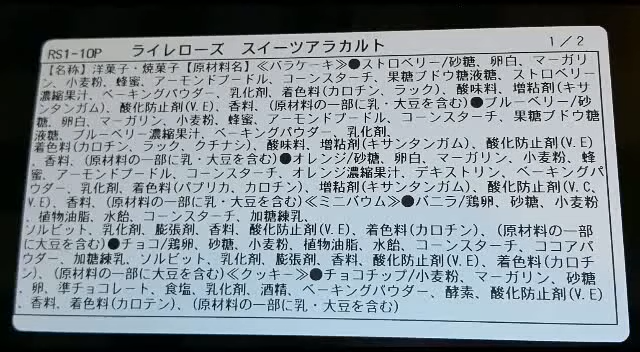 RS1-10P ライレローズ スイーツアラカルト 1/2
【名称】洋菓子・焼菓子【原材料名】≪バラケーキ≫●ストロベリー/砂糖、卵白、マーガリ
ン、小麦粉、蜂蜜、アーモンドプードル、コーンスターチ、果糖ブドウ糖液糖、ストロベリー
濃縮果汁、ベーキングパウダー、乳化剤、着色料(カロチン、ラック)、酸味料、増粘剤(キサ
ンタンガム)、酸化防止剤(V.E)、香料、(原材料の一部に乳・大豆を含む)●ブルーベリー/砂
糖、卵白、マーガリン、小麦粉、蜂蜜、アーモンドプードル、コーンスターチ、果糖ブドウ糖
液糖、ブルーベリー濃縮果汁、ベーキングパウダー、乳化剤、
着色料(カロチン、ラック、クチナシ)、酸味料、増粘剤(キサンタンガム)、酸化防止剤(V.E)
、香料、(原材料の一部に乳・大豆を含む)●オレンジ/砂糖、卵白、マーガリン、小麦粉、蜂
蜜、アーモンドプードル、コーンスターチ、オレンジ濃縮果汁、デキストリン、ベーキングパ
ウダー、乳化剤、着色料(パプリカ、カロチン)、増粘剤(キサンタンガム)、酸化防止剤(V.C、
V.E)、香料、(原材料の一部に乳・大豆を含む)≪ミニバウム≫●バニラ/鶏卵、砂糖、小麦粉
、植物油脂、水飴、コーンスターチ、加糖練乳、
ソルビット、乳化剤、膨張剤、香料、酸化防止剤(V.E)、着色料(カロチン)、(原材料の一部
に大豆を含む)●チョコ/鶏卵、砂糖、小麦粉、植物油脂、水飴、コーンスターチ、ココアパ
ウダー、加糖練乳、ソルビット、乳化剤、膨張剤、香料、酸化防止剤(V.E)、着色料(カロチ
ン)、(原材料の一部に大豆を含む)≪クッキー≫●チョコチップ/小麦粉、マーガリン、砂糖
、卵、準チョコレート、食塩、乳化剤、酒精、ベーキングパウダー、酵素、酸化防止剤(V.E)
、香料、着色料(カロテン)、(原材料の一部に乳・大豆を含む)